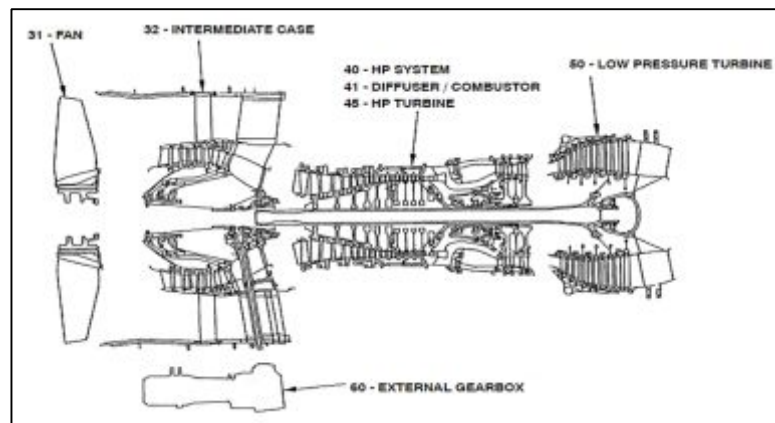 31 - FAN
32 - INTERMEDIATE CASE
40 - HP SYSTEM
41 - DIFFUSER / COMBUSTOR
45 - HP TURBINE
50 - LOW PRESSURE TURBINE
60 - EXTERNAL GEARBOX